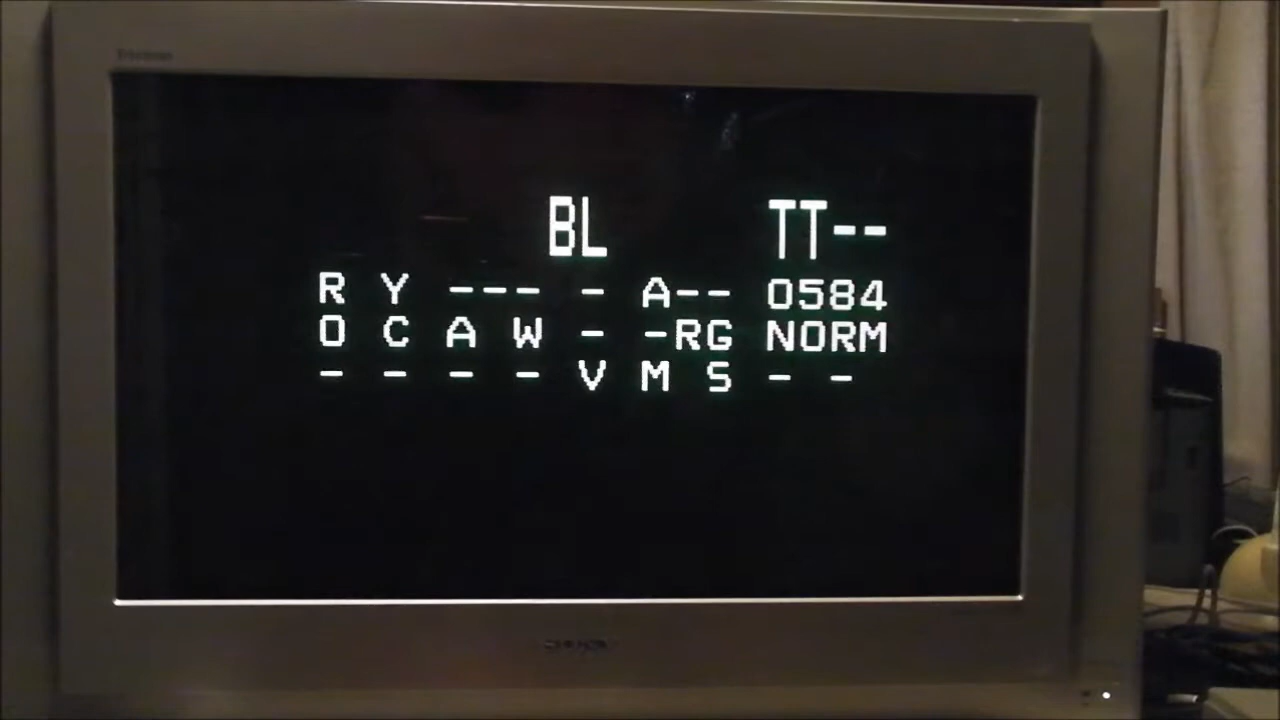 BL TT--
R Y --- - A-- 0584
O C A W - -RG NORM
- - - - V M S - -